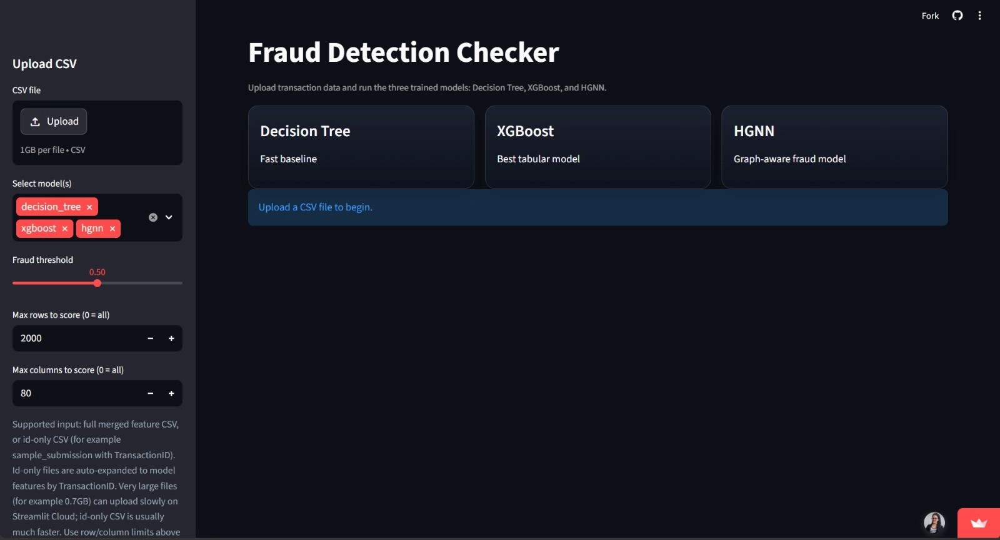 Fork
Upload CSV
CSV file
Upload
1GB per file • CSV
Select model(s)
decision_tree ×
xgboost × hgnn ×
Fraud threshold
0.50
Max rows to score (0 = all)
2000
Max columns to score (0 = all)
80
Supported input: full merged feature CSV,
or id-only CSV (for example
sample_submission with TransactionID).
Id-only files are auto-expanded to model
features by TransactionID. Very large files
(for example 0.7GB) can upload slowly on
Streamlit Cloud; id-only CSV is usually
much faster. Use row/column limits above
Fraud Detection Checker
Upload transaction data and run the three trained models: Decision Tree, XGBoost, and HGNN.
Decision Tree
Fast baseline
XGBoost
Best tabular model
HGNN
Graph-aware fraud model
Upload a CSV file to begin.